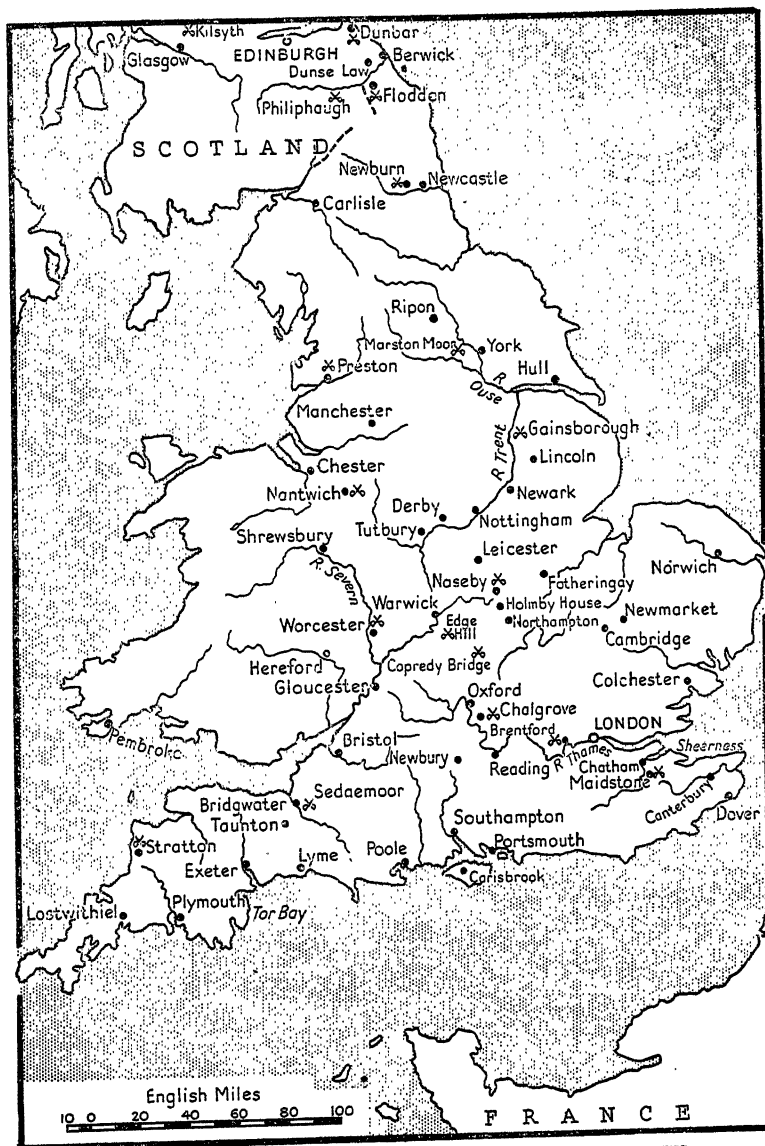 Kilsyth
Dunbar
Glasgow
EDINBURGH
Berwick
Dunse Law
Philiphaugh
Flodden
SCOTLAND
Newburn
Newcastle
Carlisle
Ripon
Marston Moor
York
Preston
R Ouse
Hull
Manchester
R Trent
Gainsborough
Chester
Lincoln
Nantwich
Newark
Derby
Nottingham
Tutbury
Shrewsbury
Leicester
R. Severn
Naseby
Fotheringay
Norwich
Warwick
Holmby House
Newmarket
Worcester
Edge
Hill
Northampton
Cambridge
Hereford
Copredy Bridge
Gloucester
Colchester
Oxford
Chalgrove
Pembroke
Brentford
LONDON
Bristol
Newbury
Reading
R Thames
Sheerness
Chatham
Maidstone
Bridgwater
Sedgemoor
Canterbury
Taunton
Southampton
Dover
Stratton
Portsmouth
Exeter
Lyme
Poole
Carisbrook
Lostwithiel
Plymouth
Tor Bay
English Miles
10 0 20 40 60 80 100
FRANCE